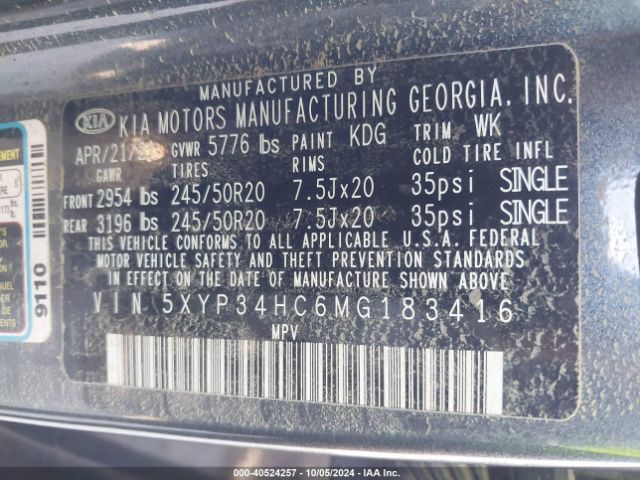 MANUFACTURED BY
KIA KIA MOTORS MANUFACTURING GEORGIA, INC.
APR/21/ GVWR 5776 lbs PAINT KDG TRIM WK
GAWR TIRES RIMS COLD TIRE INFL
FRONT 2954 lbs 245/50R20 7.5Jx20 35psi SINGLE
REAR 3196 lbs 245/50R20 7.5Jx20 35psi SINGLE
THIS VEHICLE CONFORMS TO ALL APPLICABLE U.S.A. FEDERAL
MOTOR VEHICLE SAFETY AND THEFT PREVENTION STANDARDS
IN EFFECT ON THE DATE OF MANUFACTURE SHOWN ABOVE.
VIN 5XYP34HC6MG183416
MPV
9110
000-40524257 - 10/05/2024 - IAA Inc.